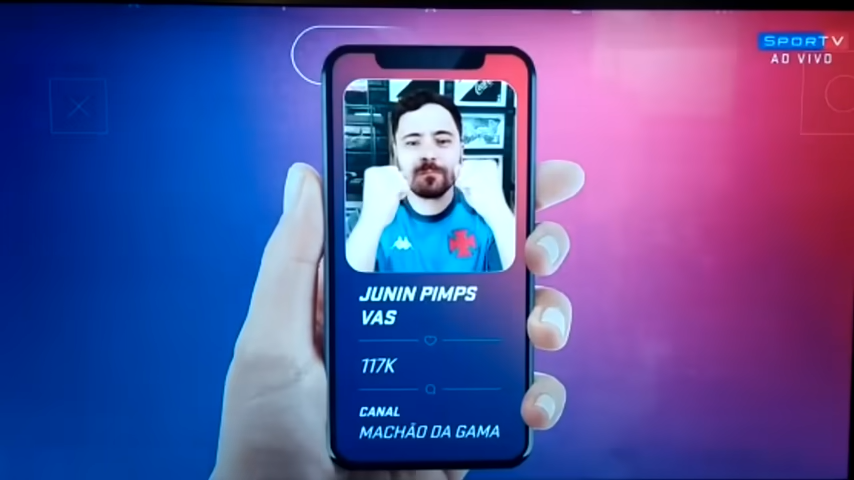 SPORTV
AO VIVO
JUNIN PIMPS
VAS
117K
CANAL
MACHÃO DA GAMA